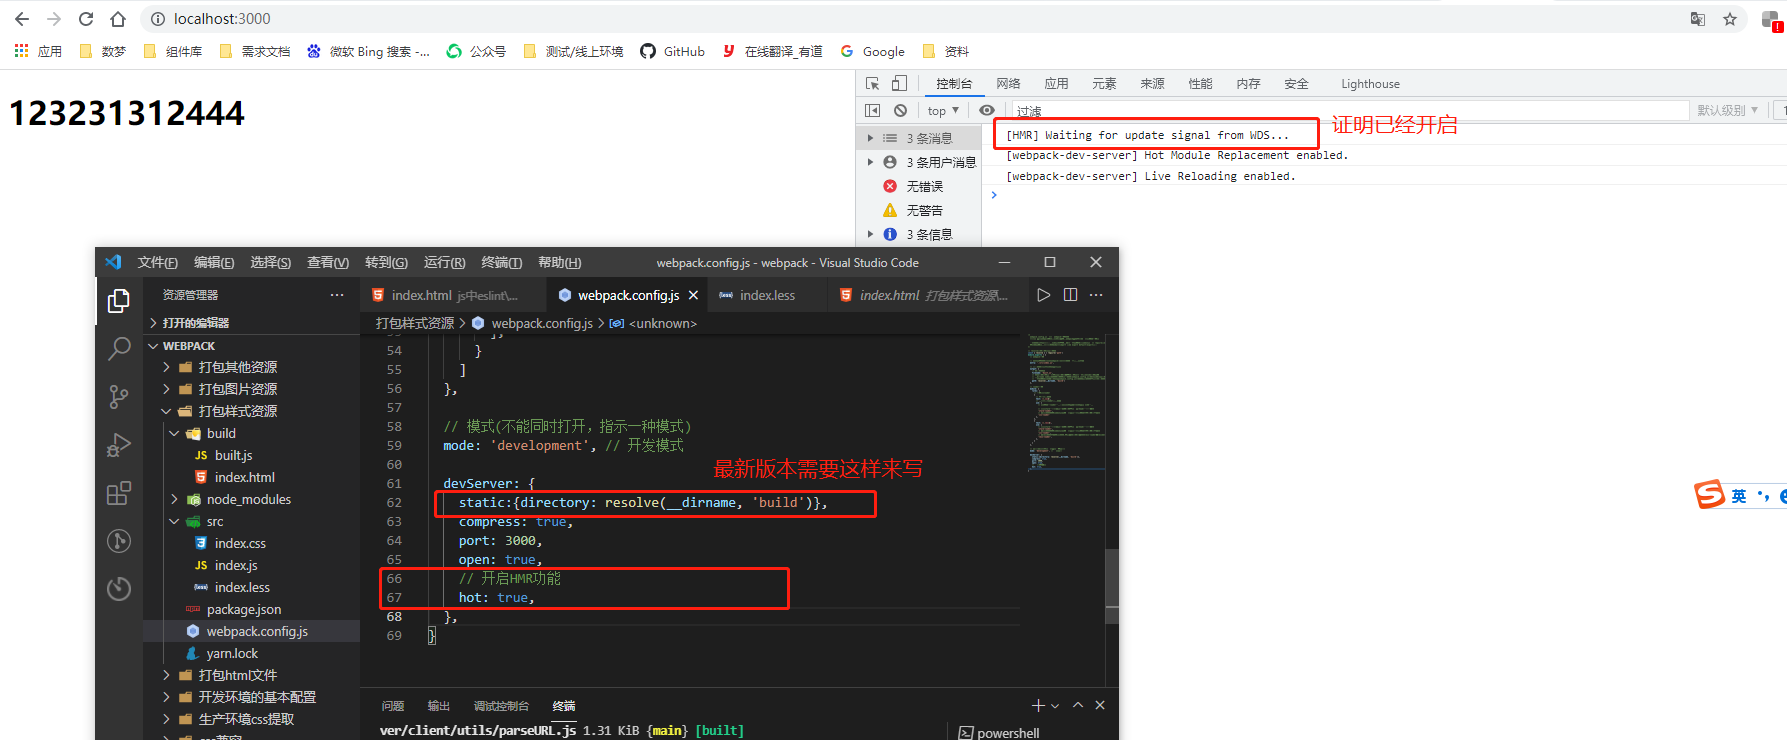 localhost:3000
应用 数梦 组件库 需求文档 微软 Bing 搜索 -... 公众号 测试/线上环境 GitHub 在线翻译_有道 Google 资料
123231312444
控制台 网络 应用 元素 来源 性能 内存 安全 Lighthouse
top ▼ 过滤 默认级别 ▼
3 条消息
3 条用户消息
无错误
无警告
3 条信息
[HMR] Waiting for update signal from WDS...
证明已经开启
[webpack-dev-server] Hot Module Replacement enabled.
[webpack-dev-server] Live Reloading enabled.
文件(F) 编辑(E) 选择(S) 查看(V) 转到(G) 运行(R) 终端(T) 帮助(H) webpack.config.js - webpack - Visual Studio Code
资源管理器 ...
打开的编辑器
WEBPACK
打包其他资源
打包图片资源
打包样式资源
build
built.js
index.html
node_modules
src
index.css
index.js
index.less
package.json
webpack.config.js
yarn.lock
打包html文件
开发环境的基本配置
生产环境css提取
index.html js中eslint\... webpack.config.js index.less index.html 打包样式资源\...
打包样式资源 > webpack.config.js > <unknown>
54 }
55 ]
56 },
57
58 // 模式(不能同时打开，指示一种模式)
59 mode: 'development', // 开发模式
60
最新版本需要这样来写
61 devServer: {
62 static:{directory: resolve(__dirname, 'build')},
63 compress: true,
64 port: 3000,
65 open: true,
66 // 开启HMR功能
67 hot: true,
68 },
69 }
问题 输出 调试控制台 终端
ver/client/utils/parseURL.js 1.31 KiB {main} [built]
powershell
英